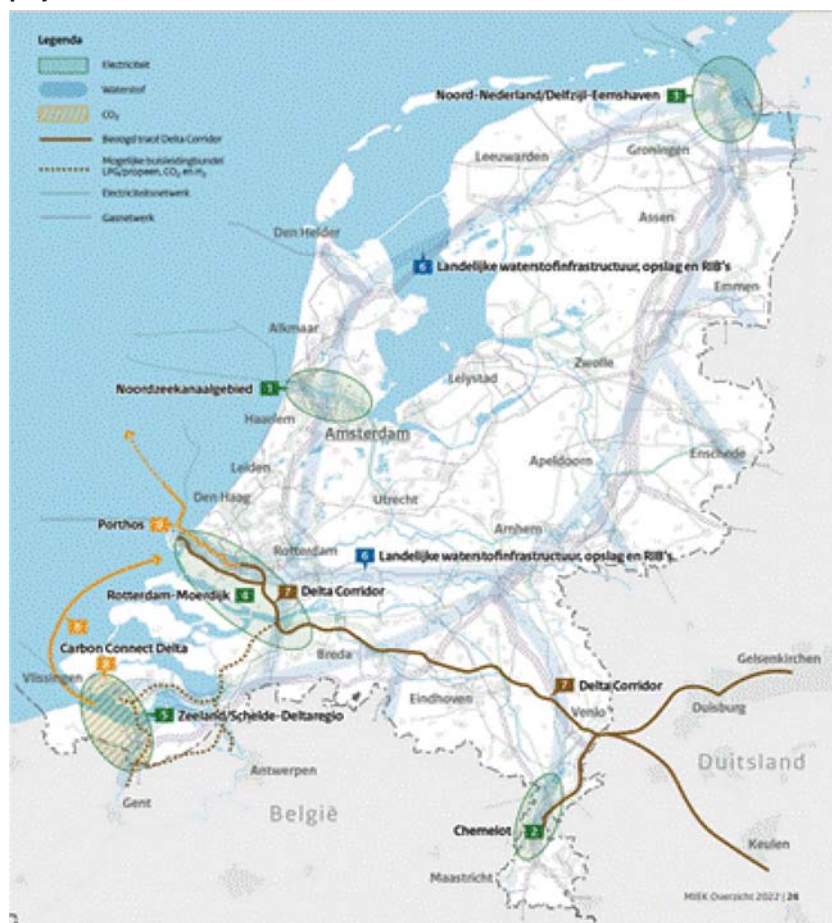 Legenda
Electriciteit
Waterstof
CO₂
Beoogd tracé Delta Corridor
Mogelijke buisleidingbundel
LPG/propeen, CO₂ en H₂
Electriciteitsnetwerk
Gasnetwerk
Noord-Nederland/Delfzijl-Eemshaven
Groningen
Leeuwarden
Assen
Den Helder
6 Landelijke waterstofinfrastructuur, opslag en RIB's
Emmen
Alkmaar
Zwolle
Noordzeekanaalgebied
Lelystad
Haarlem
Amsterdam
Enschede
Leiden
Apeldoorn
Den Haag
Utrecht
Arnhem
Porthos
Rotterdam
6 Landelijke waterstofinfrastructuur, opslag en RIB's
Rotterdam-Moerdijk 4
7 Delta Corridor
Carbon Connect Delta
8
Breda
Gelsenkirchen
Vlissingen
7 Delta Corridor
Eindhoven
Duisburg
5 Zeeland/Schelde-Deltaregio
Venlo
Antwerpen
Duitsland
Gent
België
Chemelot 2
Keulen
Maastricht
MIEK Overzicht 2022 | 26